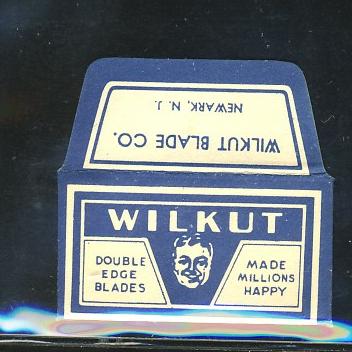 WILKUT BLADE CO.
NEWARK, N. J.
WILKUT
DOUBLE
EDGE
BLADES
MADE
MILLIONS
HAPPY